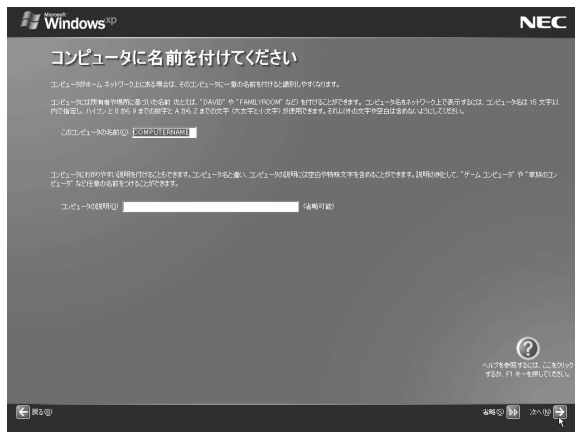 Microsoft
Windows xp
NEC
コンピュータに名前を付けてください
コンピュータがホーム ネットワーク上にある場合は、そのコンピュータに一意の名前を付けると識別しやすくなります。
コンピュータには所有者や場所に基づいた名前 (たとえば、"DAVID" や "FAMILYROOM" など) を付けることができます。 コンピュータ名をネットワーク上で表示するには、コンピュータ名は 15 文字以
内で指定し、ハイフンと 0 から 9 までの数字と A から Z までの文字 (大文字と小文字) が使用できます。それ以外の文字や空白は含めないようにしてください。
このコンピュータの名前(C): COMPUTERNAME
コンピュータにわかりやすい説明を付けることもできます。コンピュータ名と違い、コンピュータの説明には空白や特殊文字を含めることができます。説明の例として、"ゲーム コンピュータ" や "家族のコン
ピュータ" など任意の名前をつけることができます。
コンピュータの説明(O): (省略可能)
ヘルプを参照するには、ここをクリック
するか、F1 キーを押してください。
戻る(B)
省略(S)
次へ(N)